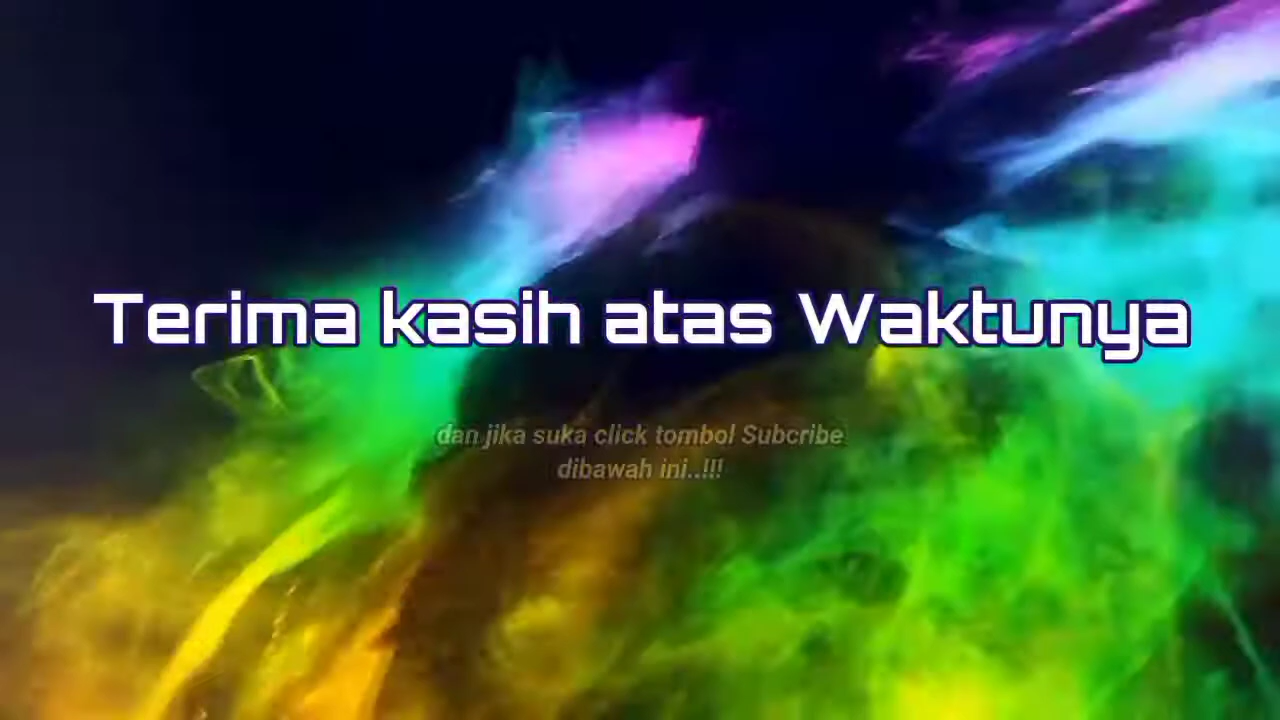 Terima kasih atas Waktunya
dan jika suka click tombol Subcribe
dibawah ini..!!!